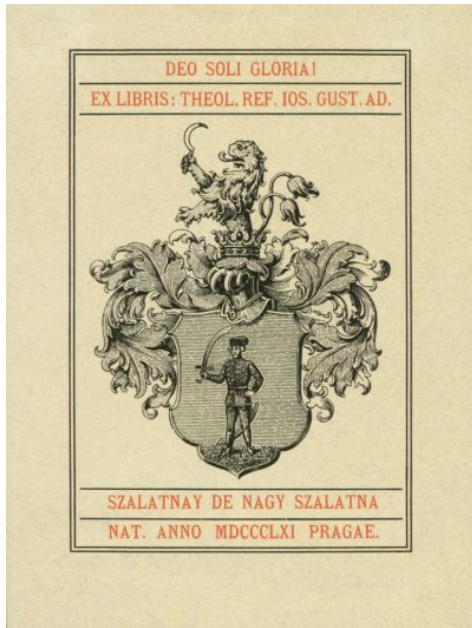 DEO SOLI GLORIA!
EX LIBRIS: THEOL. REF. IOS. GUST. AD.
SZALATNAY DE NAGY SZALATNA
NAT. ANNO MDCCCLXI PRAGAE.